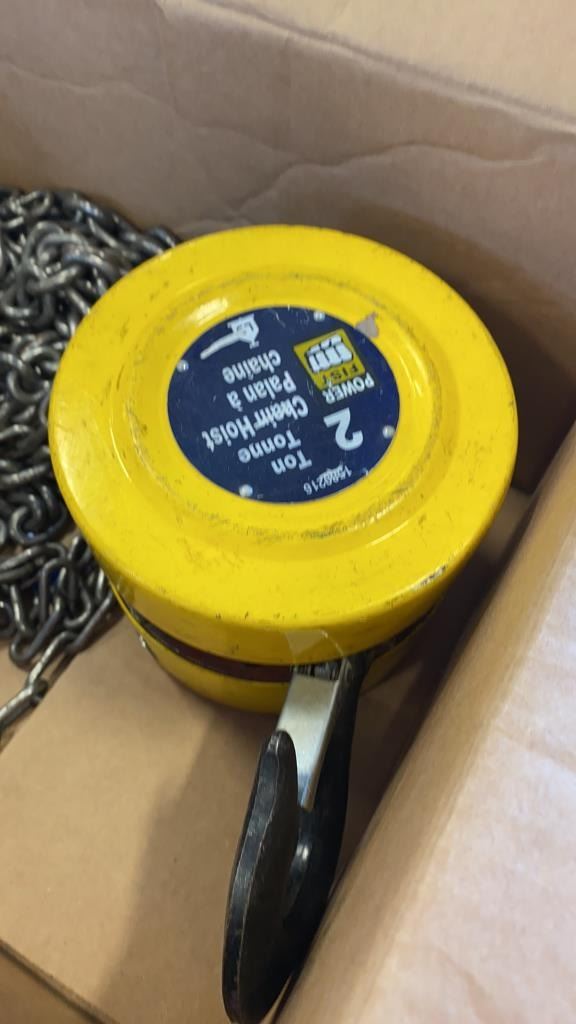 POWER
FIST
2 Ton
Tonne
Chain Hoist
Palan à
chaîne